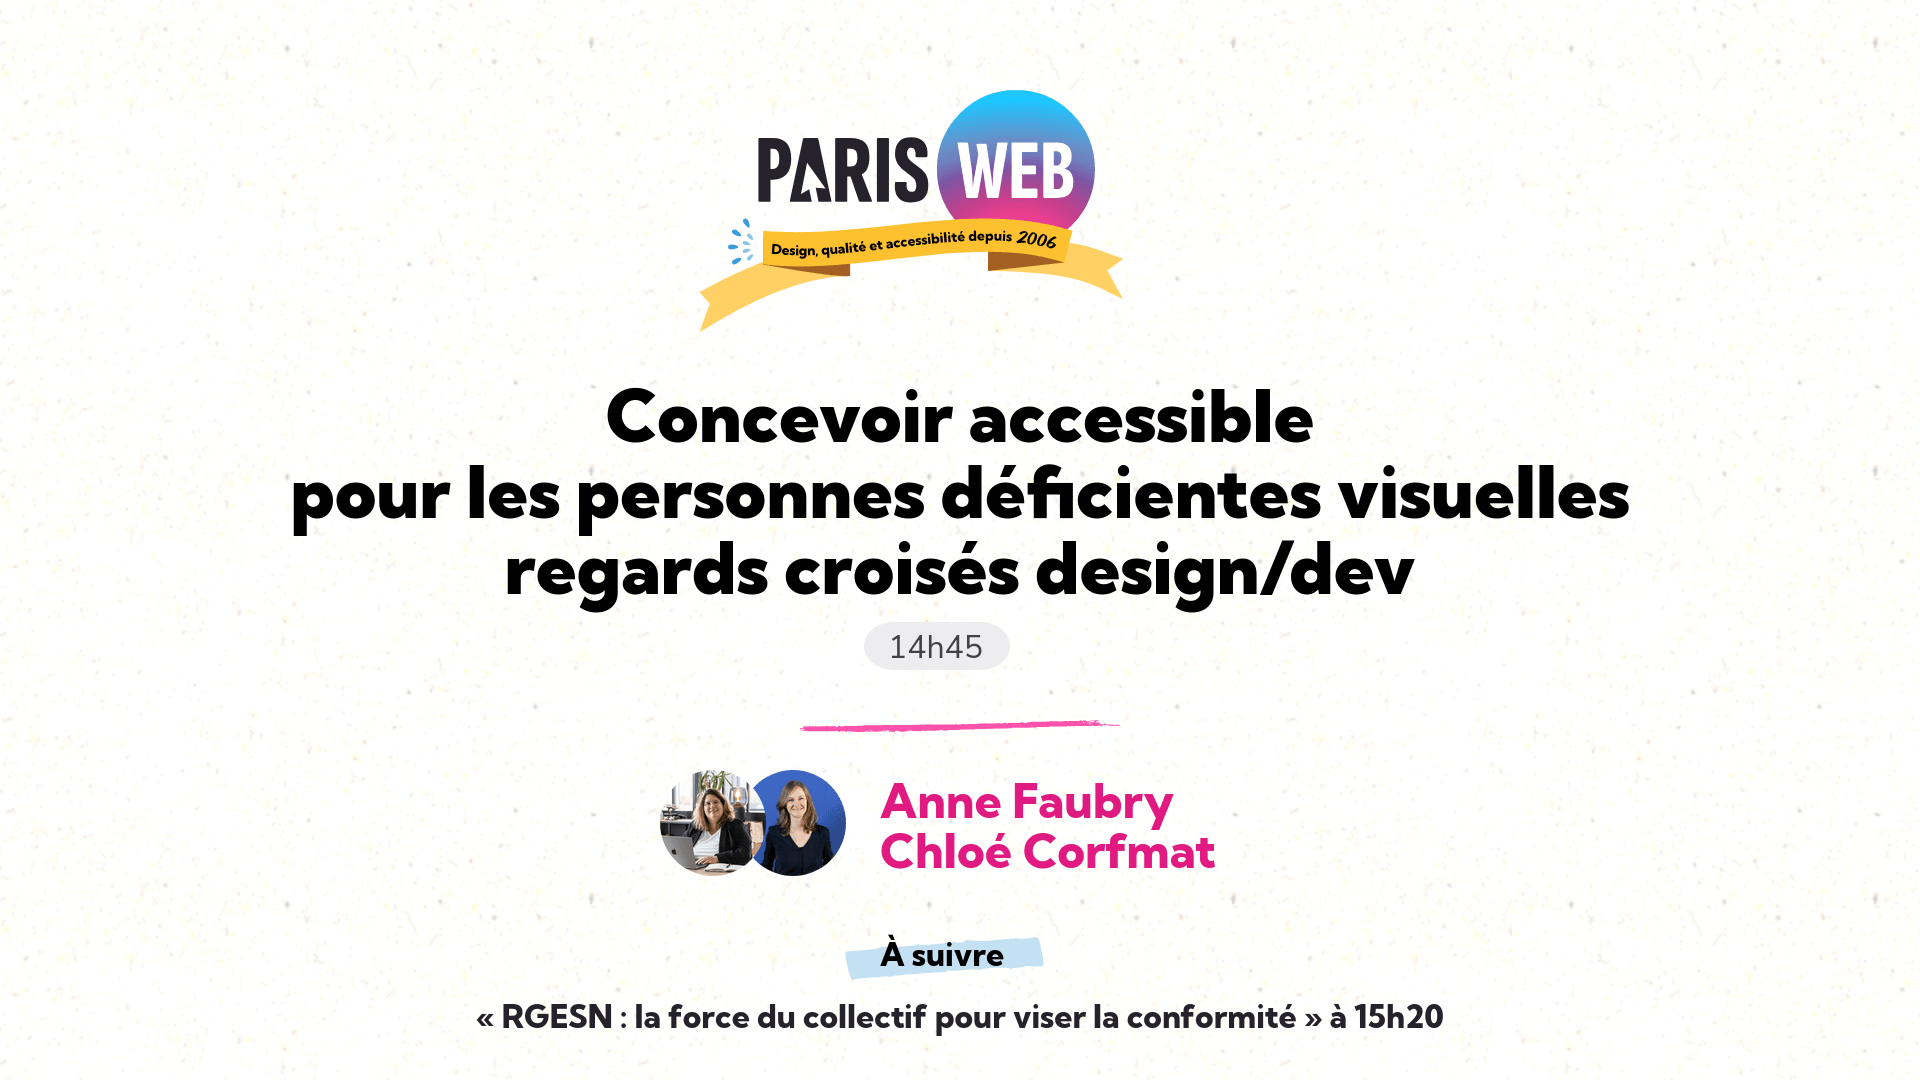 PARIS WEB
Design, qualité et accessibilité depuis 2006
Concevoir accessible
pour les personnes déficientes visuelles
regards croisés design/dev
14h45
Anne Faubry
Chloé Corfmat
À suivre
« RGESN : la force du collectif pour viser la conformité » à 15h20